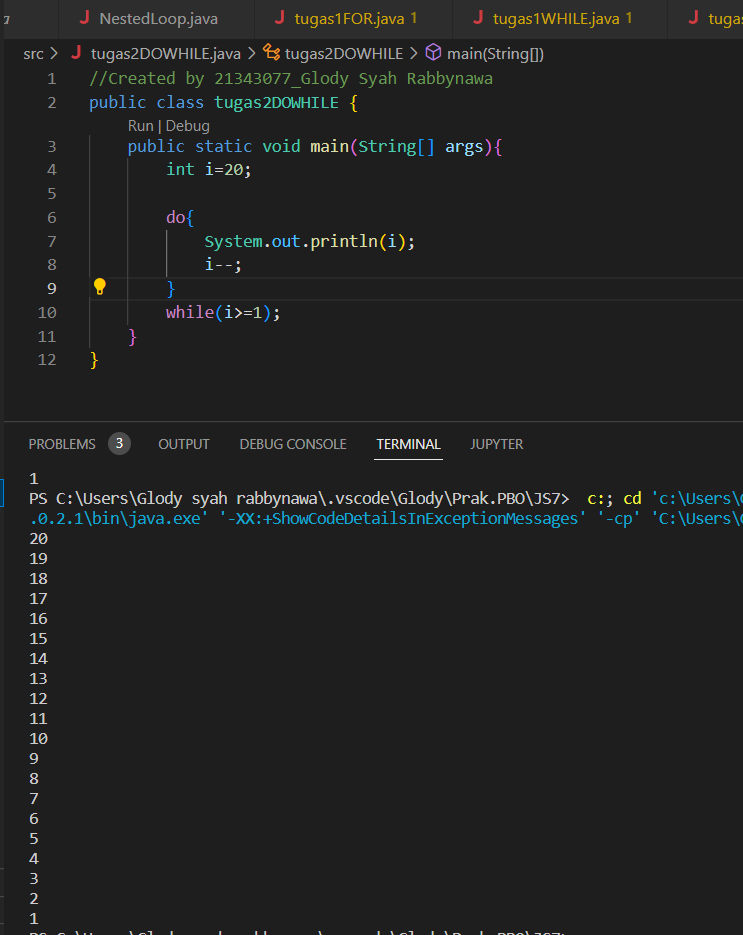 NestedLoop.java tugas1FOR.java 1 tugas1WHILE.java 1
src > tugas2DOWHILE.java > tugas2DOWHILE > main(String[])
1 //Created by 21343077_Glody Syah Rabbynawa
2 public class tugas2DOWHILE {
Run | Debug
3 public static void main(String[] args){
4 int i=20;
5
6 do{
7 System.out.println(i);
8 i--;
9 }
10 while(i>=1);
11 }
12 }
PROBLEMS 3 OUTPUT DEBUG CONSOLE TERMINAL JUPYTER
1
PS C:\Users\Glody syah rabbynawa\.vscode\Glody\Prak.PBO\JS7> c:; cd 'c:\Users\
.0.2.1\bin\java.exe' '-XX:+ShowCodeDetailsInExceptionMessages' '-cp' 'C:\Users\
20
19
18
17
16
15
14
13
12
11
10
9
8
7
6
5
4
3
2
1